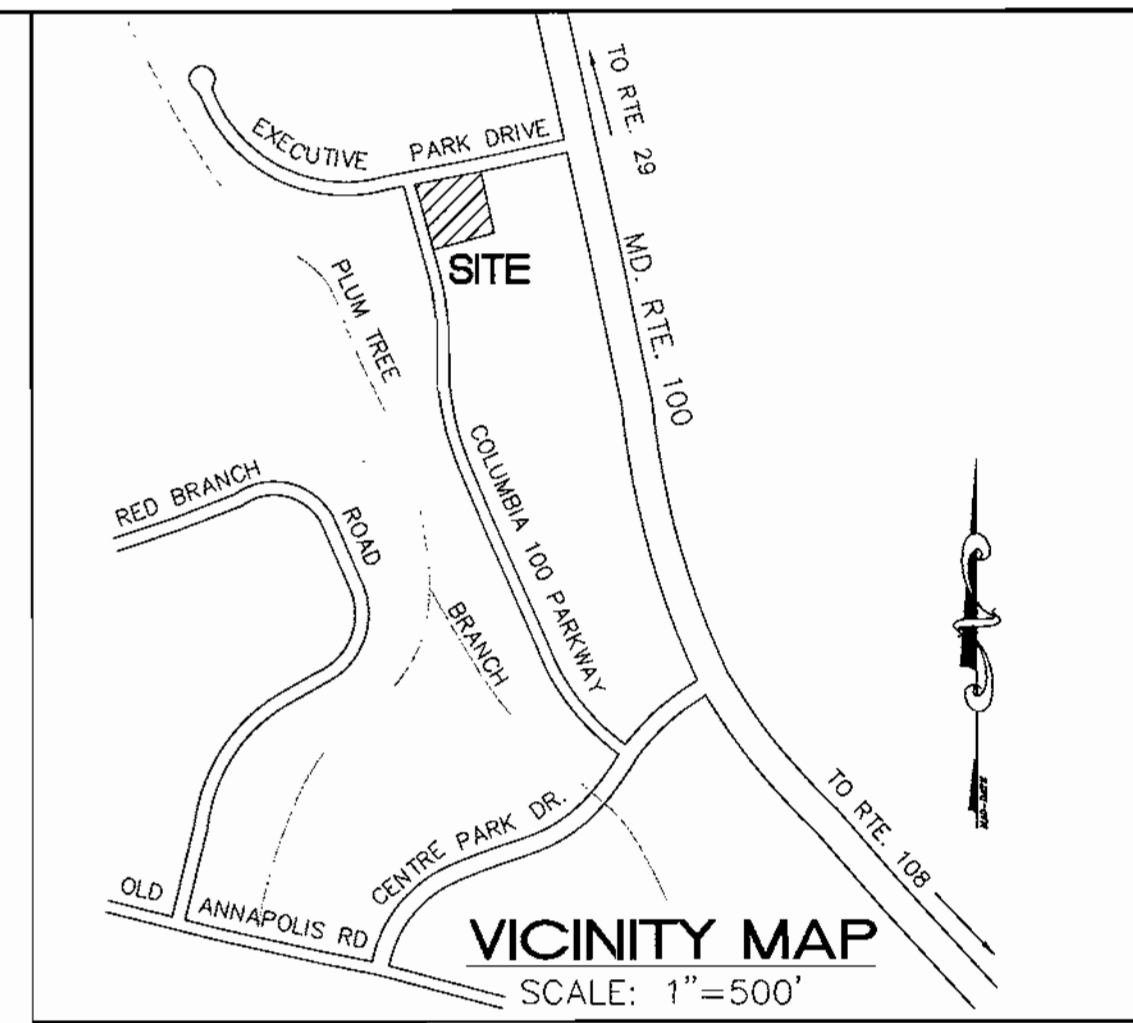 TO RTE. 29
EXECUTIVE PARK DRIVE
SITE
MD. RTE. 100
PLUM TREE
COLUMBIA 100 PARKWAY
RED BRANCH
ROAD
BRANCH
TO RTE. 108
CENTRE PARK DR.
OLD
ANNAPOLIS RD
VICINITY MAP
SCALE: 1"=500'